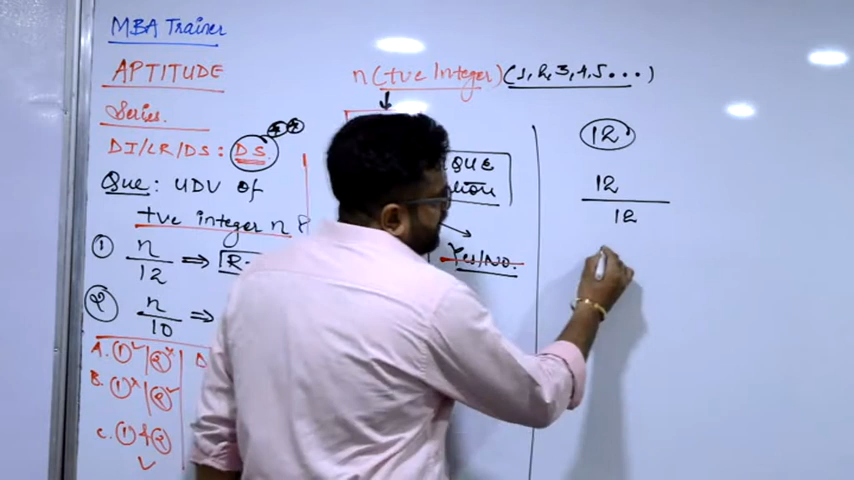 MBA Trainer
APTITUDE
Series.
DI/LR/DS: DS
Que: UDV of
+ve integer n ?
① n/12 ⇒ R.
② n/10 ⇒
A. ①✓ | ②×
B. ①× | ②✓
C. ① & ②
✓
D
n (+ve Integer) (1, 2, 3, 4, 5...)
QUE
Yes/No.
12
12
12